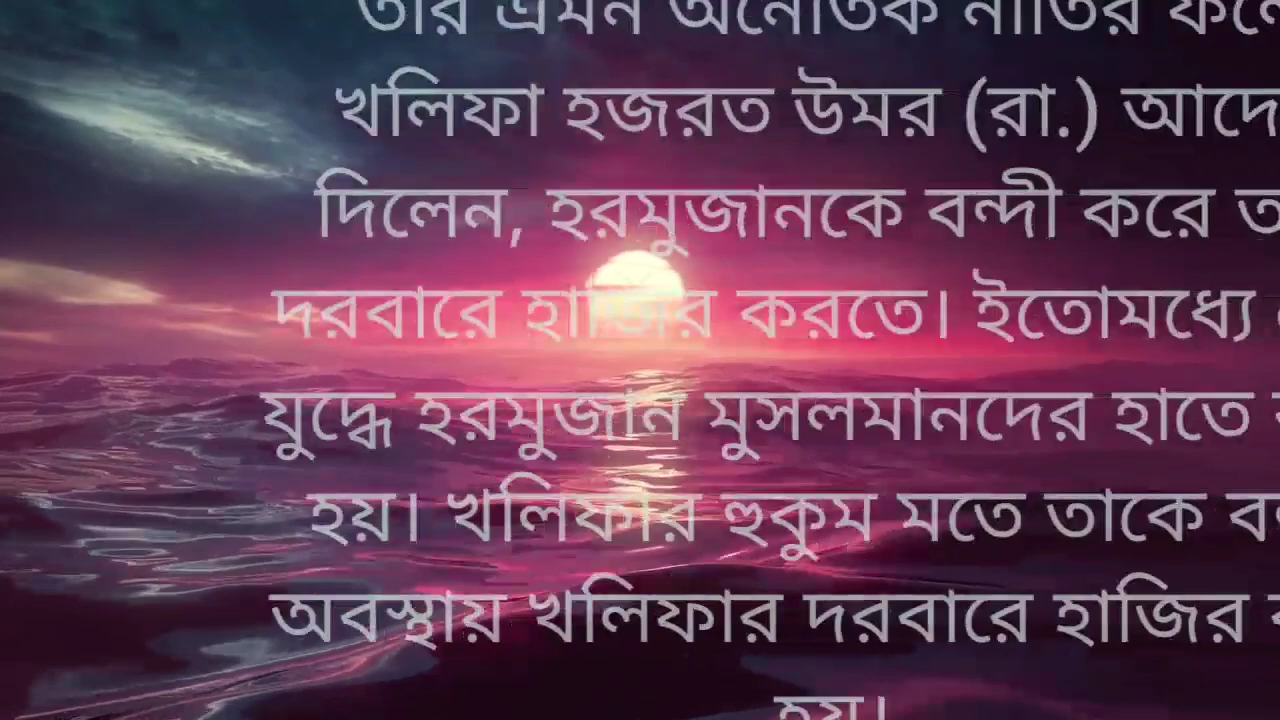 তার এমন অনৈতিক নীতির ফলে
খলিফা হজরত উমর (রা.) আদে
দিলেন, হরমুজানকে বন্দী করে ত
দরবারে হাজির করতে। ইতোমধ্যে
যুদ্ধে হরমুজান মুসলমানদের হাতে
হয়। খলিফার হুকুম মতে তাকে ব
অবস্থায় খলিফার দরবারে হাজির
হয়।